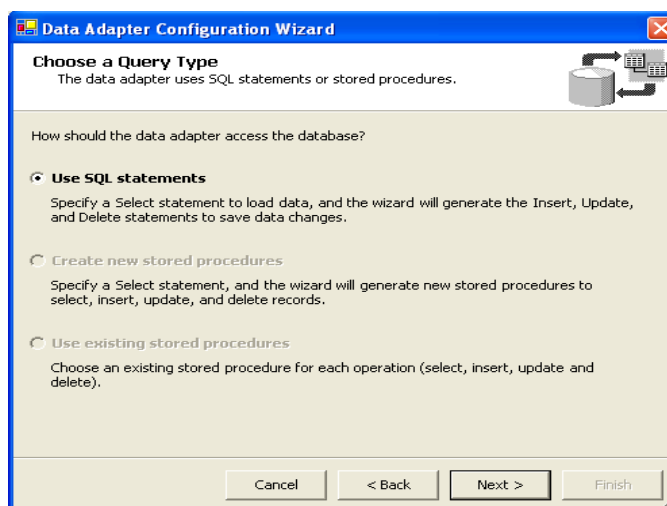 Data Adapter Configuration Wizard
Choose a Query Type
The data adapter uses SQL statements or stored procedures.
How should the data adapter access the database?
Use SQL statements
Specify a Select statement to load data, and the wizard will generate the Insert, Update,
and Delete statements to save data changes.
Create new stored procedures
Specify a Select statement, and the wizard will generate new stored procedures to
select, insert, update, and delete records.
Use existing stored procedures
Choose an existing stored procedure for each operation (select, insert, update and
delete).
Cancel
< Back
Next >
Finish